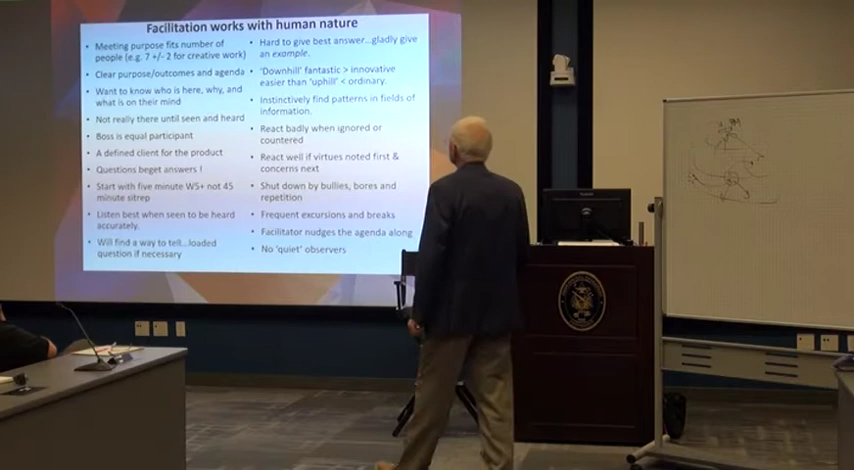 Facilitation works with human nature
• Meeting purpose fits number of
people (e.g. 7 +/- 2 for creative work)
• Clear purpose/outcomes and agenda
• Want to know who is here, why, and
what is on their mind
• Not really there until seen and heard
• Boss is equal participant
• A defined client for the product
• Questions beget answers !
• Start with five minute W5+ not 45
minute sitrep
• Listen best when seen to be heard
accurately.
• Will find a way to tell...loaded
question if necessary
• Hard to give best answer...gladly give
an example.
• 'Downhill' fantastic > innovative
easier than 'uphill' < ordinary.
• Instinctively find patterns in fields of
information.
• React badly when ignored or
countered
• React well if virtues noted first &
concerns next
• Shut down by bullies, bores and
repetition
• Frequent excursions and breaks
• Facilitator nudges the agenda along
• No 'quiet' observers